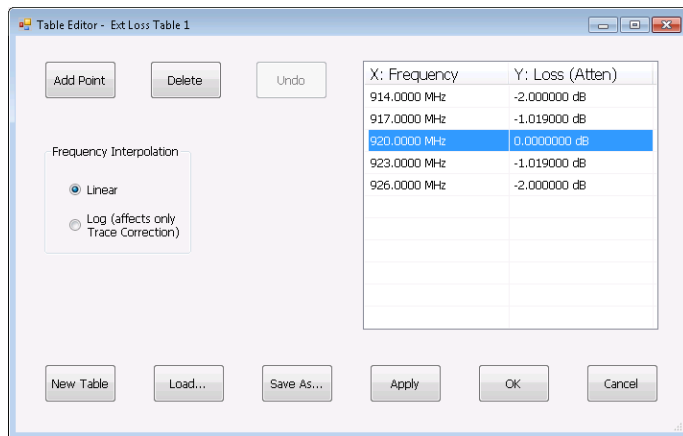 Table Editor - Ext Loss Table 1
Add Point Delete Undo
X: Frequency Y: Loss (Atten)
914.0000 MHz -2.000000 dB
917.0000 MHz -1.019000 dB
920.0000 MHz 0.0000000 dB
923.0000 MHz -1.019000 dB
926.0000 MHz -2.000000 dB
Frequency Interpolation
Linear
Log (affects only
Trace Correction)
New Table Load... Save As... Apply OK Cancel